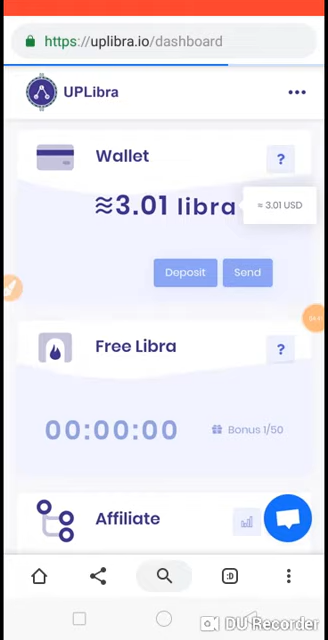 https://uplibra.io/dashboard
UPLibra
Wallet
?
≋3.01 libra
≈ 3.01 USD
Deposit
Send
Free Libra
?
00:00:00
Bonus 1/50
Affiliate
:D
DU Recorder